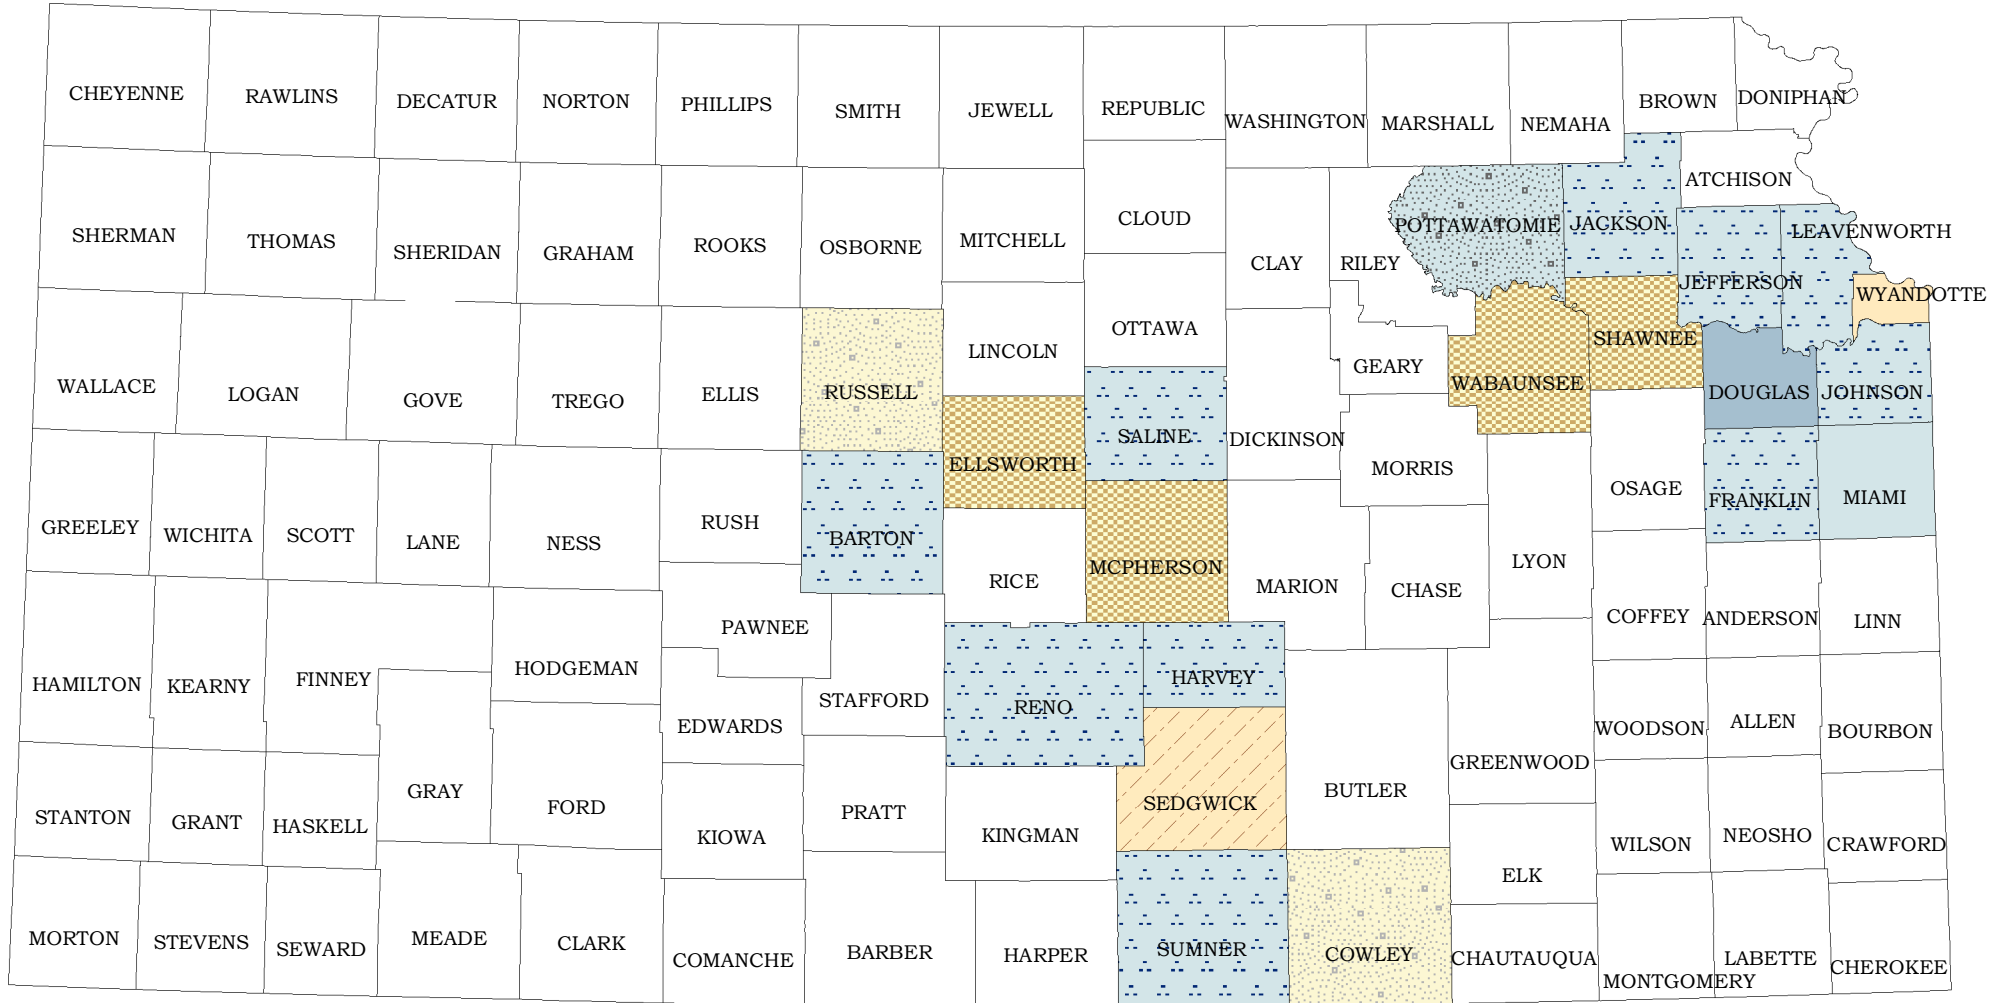 CHEYENNE
RAWLINS
DECATUR
NORTON
PHILLIPS
SMITH
JEWELL
REPUBLIC
WASHINGTON
MARSHALL
NEMAHA
BROWN
DONIPHAN
ATCHISON
SHERMAN
THOMAS
SHERIDAN
GRAHAM
ROOKS
OSBORNE
MITCHELL
CLOUD
CLAY
RILEY
POTTAWATOMIE
JACKSON
JEFFERSON
LEAVENWORTH
WYANDOTTE
WALLACE
LOGAN
GOVE
TREGO
ELLIS
RUSSELL
LINCOLN
OTTAWA
SALINE
DICKINSON
GEARY
WABAUNSEE
SHAWNEE
DOUGLAS
JOHNSON
ELLSWORTH
MORRIS
OSAGE
FRANKLIN
MIAMI
GREELEY
WICHITA
SCOTT
LANE
NESS
RUSH
BARTON
RICE
MCPHERSON
MARION
CHASE
LYON
COFFEY
ANDERSON
LINN
HAMILTON
KEARNY
FINNEY
HODGEMAN
PAWNEE
EDWARDS
STAFFORD
RENO
HARVEY
SEDGWICK
BUTLER
GREENWOOD
WOODSON
ALLEN
BOURBON
STANTON
GRANT
HASKELL
GRAY
FORD
KIOWA
PRATT
KINGMAN
ELK
WILSON
NEOSHO
CRAWFORD
MORTON
STEVENS
SEWARD
MEADE
CLARK
COMANCHE
BARBER
HARPER
SUMNER
COWLEY
CHAUTAUQUA
MONTGOMERY
LABETTE
CHEROKEE